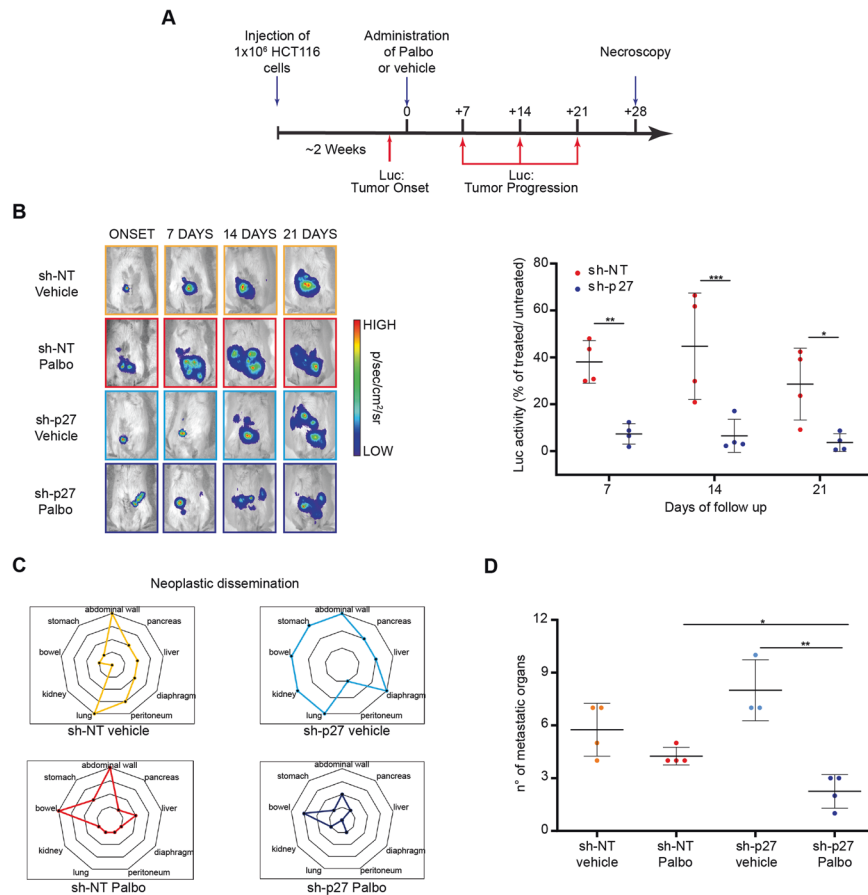 A
Injection of
1x10⁶ HCT116
cells
Administration
of Palbo
or vehicle
Necroscopy
0
+7
+14
+21
+28
~2 Weeks
Luc:
Tumor Onset
Luc:
Tumor Progression
B
ONSET
7 DAYS
14 DAYS
21 DAYS
sh-NT
Vehicle
sh-NT
Palbo
sh-p27
Vehicle
sh-p27
Palbo
HIGH
p/sec/cm²/sr
LOW
sh-NT
sh-p27
**
***
*
Luc activity (% of treated/ untreated)
80
60
40
20
0
7
14
21
Days of follow up
C
Neoplastic dissemination
abdominal wall
stomach
pancreas
bowel
liver
kidney
diaphragm
lung
peritoneum
sh-NT vehicle
abdominal wall
stomach
pancreas
bowel
liver
kidney
diaphragm
lung
peritoneum
sh-p27 vehicle
abdominal wall
stomach
pancreas
bowel
liver
kidney
diaphragm
lung
peritoneum
sh-NT Palbo
abdominal wall
stomach
pancreas
bowel
liver
kidney
diaphragm
lung
peritoneum
sh-p27 Palbo
D
n° of metastatic organs
12
9
6
3
0
*
**
sh-NT
vehicle
sh-NT
Palbo
sh-p27
vehicle
sh-p27
Palbo